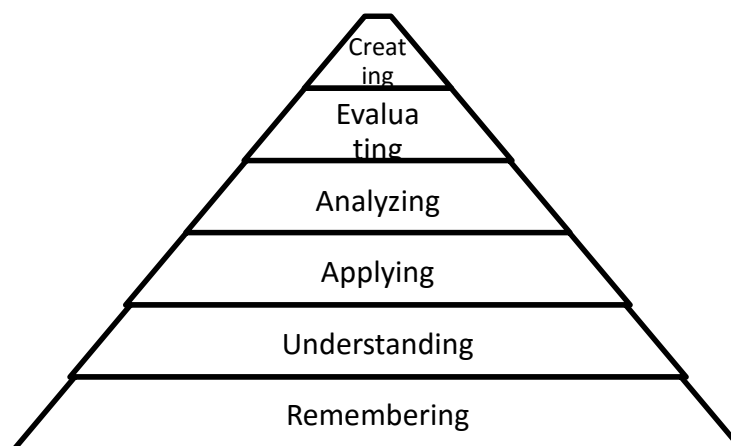 Creat
ing
Evalua
ting
Analyzing
Applying
Understanding
Remembering